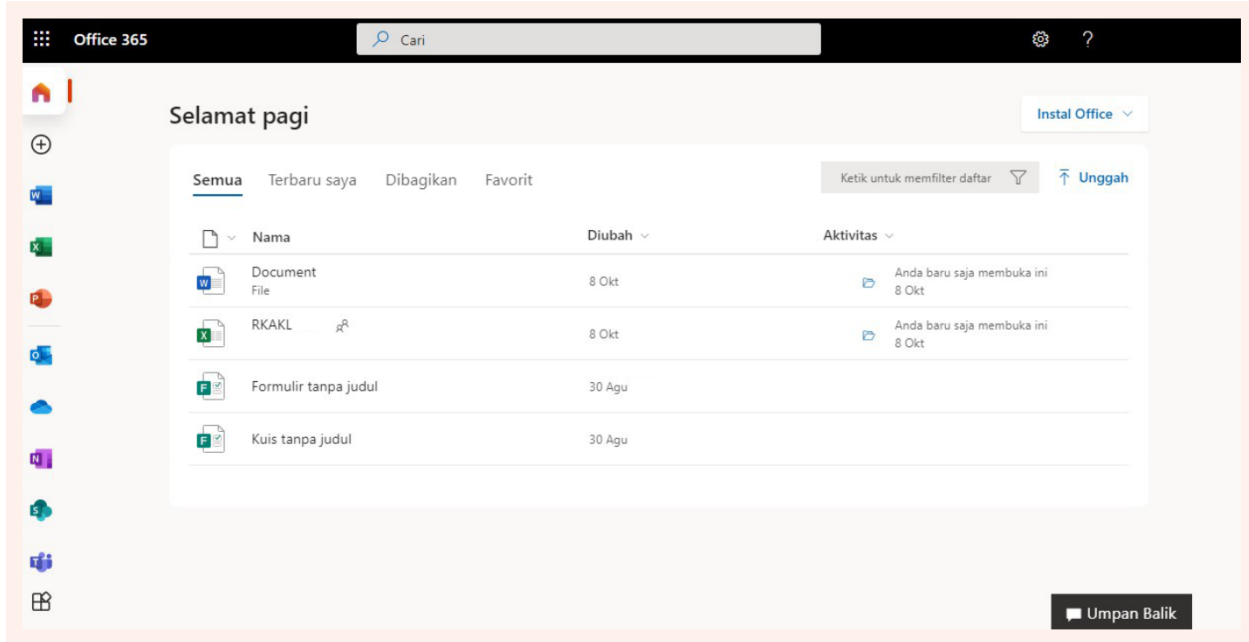 Office 365
Cari
Selamat pagi
Instal Office
Semua Terbaru saya Dibagikan Favorit
Ketik untuk memfilter daftar
Unggah
Nama Diubah Aktivitas
Document
File
8 Okt
Anda baru saja membuka ini
8 Okt
RKAKL
8 Okt
Anda baru saja membuka ini
8 Okt
Formulir tanpa judul
30 Agu
Kuis tanpa judul
30 Agu
Umpan Balik